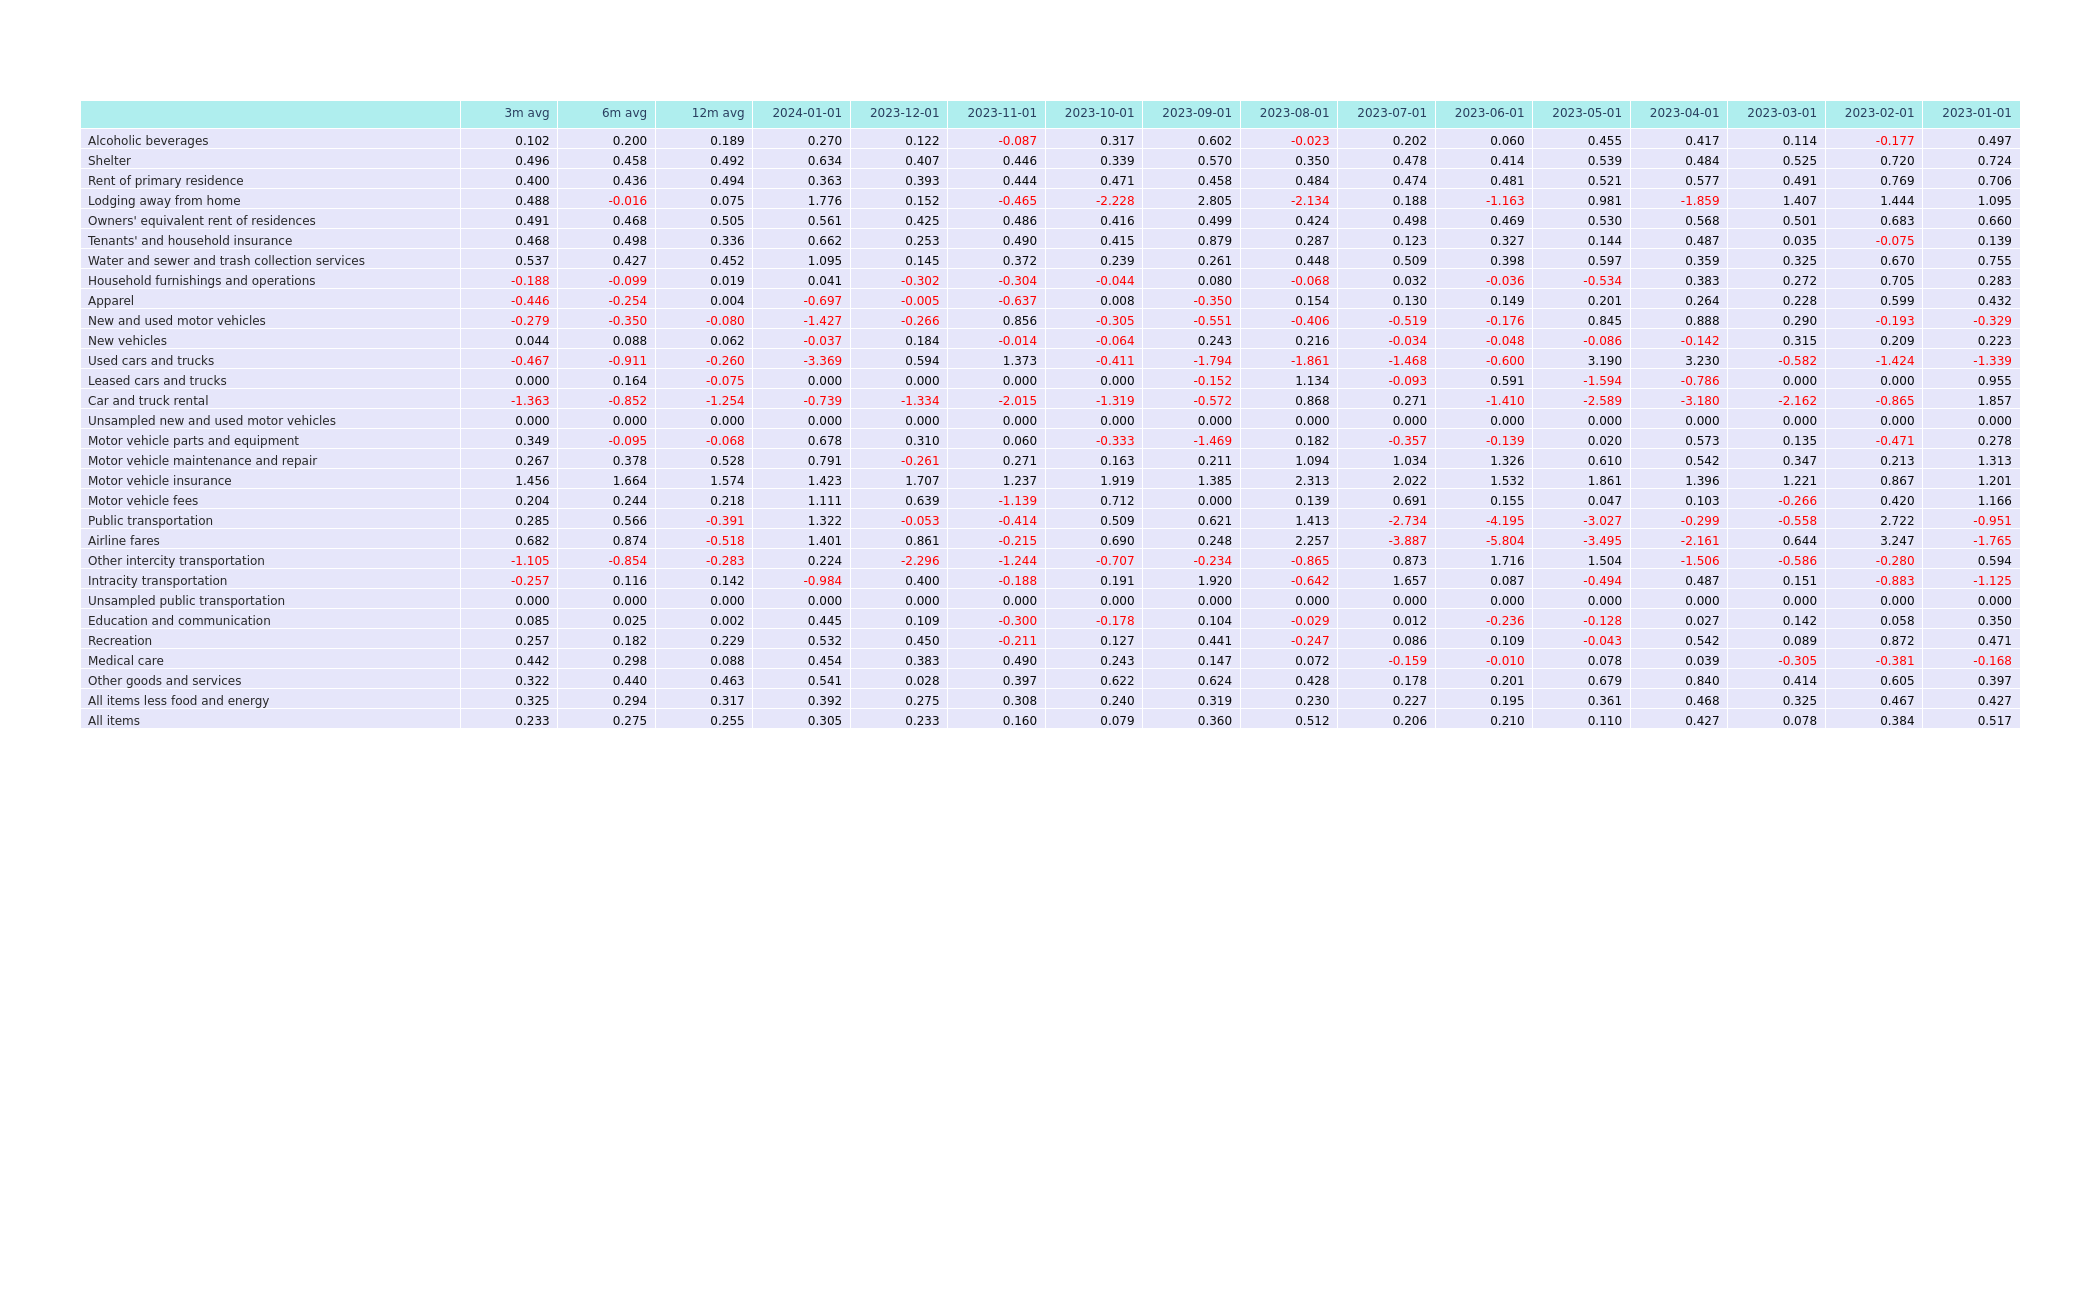 3m avg 6m avg 12m avg 2024-01-01 2023-12-01 2023-11-01 2023-10-01 2023-09-01 2023-08-01 2023-07-01 2023-06-01 2023-05-01 2023-04-01 2023-03-01 2023-02-01 2023-01-01
Alcoholic beverages 0.102 0.200 0.189 0.270 0.122 -0.087 0.317 0.602 -0.023 0.202 0.060 0.455 0.417 0.114 -0.177 0.497
Shelter 0.496 0.458 0.492 0.634 0.407 0.446 0.339 0.570 0.350 0.478 0.414 0.539 0.484 0.525 0.720 0.724
Rent of primary residence 0.400 0.436 0.494 0.363 0.393 0.444 0.471 0.458 0.484 0.474 0.481 0.521 0.577 0.491 0.769 0.706
Lodging away from home 0.488 -0.016 0.075 1.776 0.152 -0.465 -2.228 2.805 -2.134 0.188 -1.163 0.981 -1.859 1.407 1.444 1.095
Owners' equivalent rent of residences 0.491 0.468 0.505 0.561 0.425 0.486 0.416 0.499 0.424 0.498 0.469 0.530 0.568 0.501 0.683 0.660
Tenants' and household insurance 0.468 0.498 0.336 0.662 0.253 0.490 0.415 0.879 0.287 0.123 0.327 0.144 0.487 0.035 -0.075 0.139
Water and sewer and trash collection services 0.537 0.427 0.452 1.095 0.145 0.372 0.239 0.261 0.448 0.509 0.398 0.597 0.359 0.325 0.670 0.755
Household furnishings and operations -0.188 -0.099 0.019 0.041 -0.302 -0.304 -0.044 0.080 -0.068 0.032 -0.036 -0.534 0.383 0.272 0.705 0.283
Apparel -0.446 -0.254 0.004 -0.697 -0.005 -0.637 0.008 -0.350 0.154 0.130 0.149 0.201 0.264 0.228 0.599 0.432
New and used motor vehicles -0.279 -0.350 -0.080 -1.427 -0.266 0.856 -0.305 -0.551 -0.406 -0.519 -0.176 0.845 0.888 0.290 -0.193 -0.329
New vehicles 0.044 0.088 0.062 -0.037 0.184 -0.014 -0.064 0.243 0.216 -0.034 -0.048 -0.086 -0.142 0.315 0.209 0.223
Used cars and trucks -0.467 -0.911 -0.260 -3.369 0.594 1.373 -0.411 -1.794 -1.861 -1.468 -0.600 3.190 3.230 -0.582 -1.424 -1.339
Leased cars and trucks 0.000 0.164 -0.075 0.000 0.000 0.000 0.000 -0.152 1.134 -0.093 0.591 -1.594 -0.786 0.000 0.000 0.955
Car and truck rental -1.363 -0.852 -1.254 -0.739 -1.334 -2.015 -1.319 -0.572 0.868 0.271 -1.410 -2.589 -3.180 -2.162 -0.865 1.857
Unsampled new and used motor vehicles 0.000 0.000 0.000 0.000 0.000 0.000 0.000 0.000 0.000 0.000 0.000 0.000 0.000 0.000 0.000 0.000
Motor vehicle parts and equipment 0.349 -0.095 -0.068 0.678 0.310 0.060 -0.333 -1.469 0.182 -0.357 -0.139 0.020 0.573 0.135 -0.471 0.278
Motor vehicle maintenance and repair 0.267 0.378 0.528 0.791 -0.261 0.271 0.163 0.211 1.094 1.034 1.326 0.610 0.542 0.347 0.213 1.313
Motor vehicle insurance 1.456 1.664 1.574 1.423 1.707 1.237 1.919 1.385 2.313 2.022 1.532 1.861 1.396 1.221 0.867 1.201
Motor vehicle fees 0.204 0.244 0.218 1.111 0.639 -1.139 0.712 0.000 0.139 0.691 0.155 0.047 0.103 -0.266 0.420 1.166
Public transportation 0.285 0.566 -0.391 1.322 -0.053 -0.414 0.509 0.621 1.413 -2.734 -4.195 -3.027 -0.299 -0.558 2.722 -0.951
Airline fares 0.682 0.874 -0.518 1.401 0.861 -0.215 0.690 0.248 2.257 -3.887 -5.804 -3.495 -2.161 0.644 3.247 -1.765
Other intercity transportation -1.105 -0.854 -0.283 0.224 -2.296 -1.244 -0.707 -0.234 -0.865 0.873 1.716 1.504 -1.506 -0.586 -0.280 0.594
Intracity transportation -0.257 0.116 0.142 -0.984 0.400 -0.188 0.191 1.920 -0.642 1.657 0.087 -0.494 0.487 0.151 -0.883 -1.125
Unsampled public transportation 0.000 0.000 0.000 0.000 0.000 0.000 0.000 0.000 0.000 0.000 0.000 0.000 0.000 0.000 0.000 0.000
Education and communication 0.085 0.025 0.002 0.445 0.109 -0.300 -0.178 0.104 -0.029 0.012 -0.236 -0.128 0.027 0.142 0.058 0.350
Recreation 0.257 0.182 0.229 0.532 0.450 -0.211 0.127 0.441 -0.247 0.086 0.109 -0.043 0.542 0.089 0.872 0.471
Medical care 0.442 0.298 0.088 0.454 0.383 0.490 0.243 0.147 0.072 -0.159 -0.010 0.078 0.039 -0.305 -0.381 -0.168
Other goods and services 0.322 0.440 0.463 0.541 0.028 0.397 0.622 0.624 0.428 0.178 0.201 0.679 0.840 0.414 0.605 0.397
All items less food and energy 0.325 0.294 0.317 0.392 0.275 0.308 0.240 0.319 0.230 0.227 0.195 0.361 0.468 0.325 0.467 0.427
All items 0.233 0.275 0.255 0.305 0.233 0.160 0.079 0.360 0.512 0.206 0.210 0.110 0.427 0.078 0.384 0.517